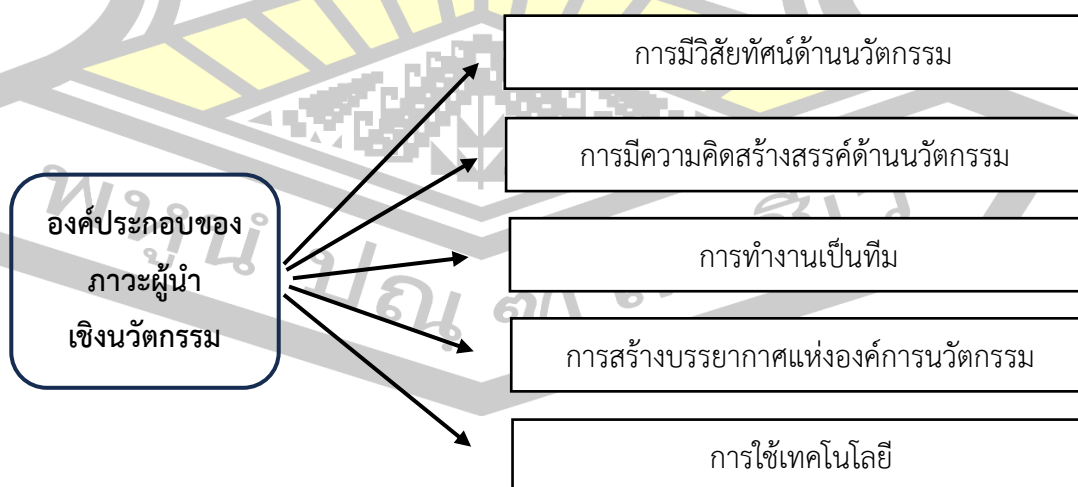 องค์ประกอบของ
ภาวะผู้นำ
เชิงนวัตกรรม
การมีวิสัยทัศน์ด้านนวัตกรรม
การมีความคิดสร้างสรรค์ด้านนวัตกรรม
การทำงานเป็นทีม
การสร้างบรรยากาศแห่งองค์การนวัตกรรม
การใช้เทคโนโลยี
พหุนํ ปณฺ